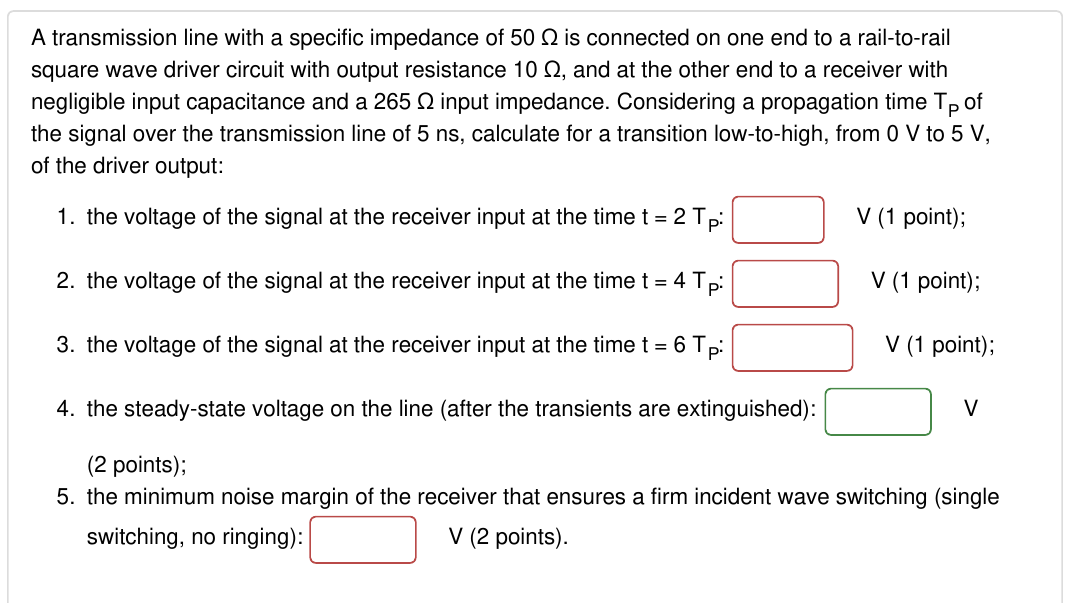 A transmission line with a specific impedance of 50 Ω is connected on one end to a rail-to-rail
square wave driver circuit with output resistance 10 Ω, and at the other end to a receiver with
negligible input capacitance and a 265 Ω input impedance. Considering a propagation time TP of
the signal over the transmission line of 5 ns, calculate for a transition low-to-high, from 0 V to 5 V,
of the driver output:
1. the voltage of the signal at the receiver input at the time t = 2 TP: V (1 point);
2. the voltage of the signal at the receiver input at the time t = 4 TP: V (1 point);
3. the voltage of the signal at the receiver input at the time t = 6 TP: V (1 point);
4. the steady-state voltage on the line (after the transients are extinguished): V
(2 points);
5. the minimum noise margin of the receiver that ensures a firm incident wave switching (single
switching, no ringing): V (2 points).